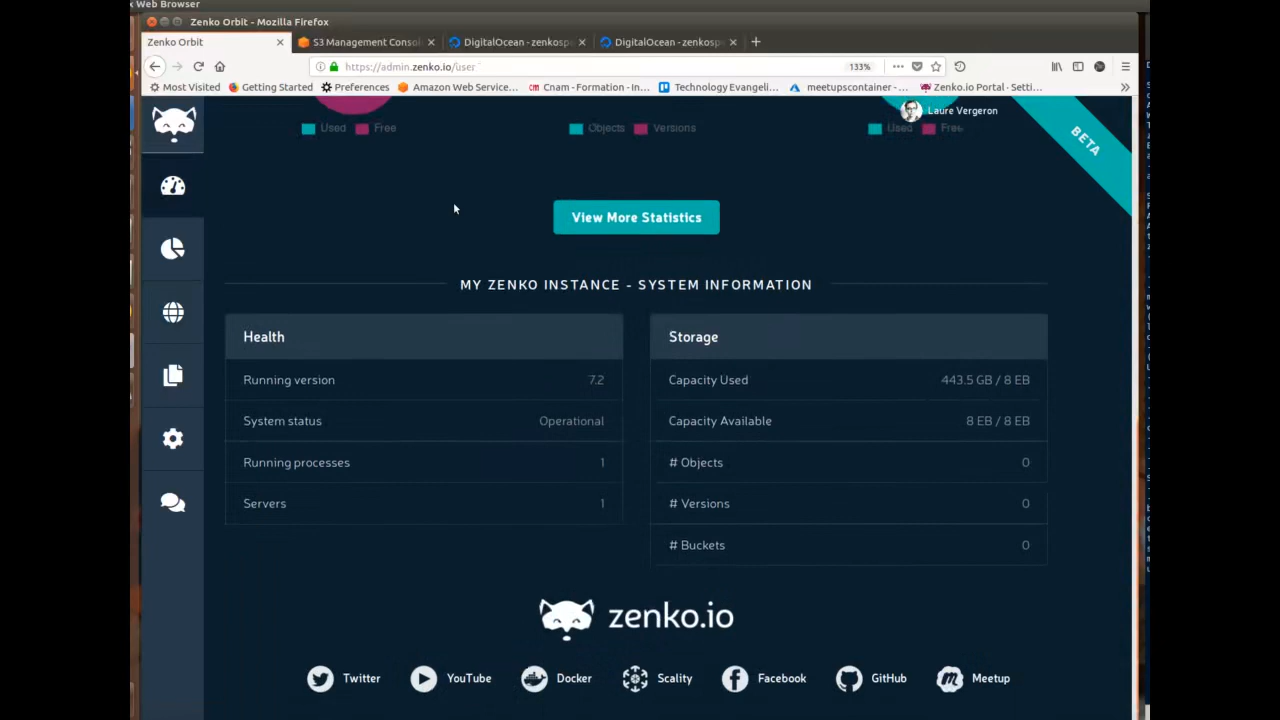 x Web Browser
Zenko Orbit - Mozilla Firefox
Zenko Orbit
S3 Management Consol
DigitalOcean - zenkospe
DigitalOcean - zenkospe
https://admin.zenko.io/user
133%
Most Visited
Getting Started
Preferences
Amazon Web Service...
Cnam - Formation - In...
Technology Evangeli...
meetupscontainer - ...
Zenko.io Portal - Setti...
Laure Vergeron
BETA
Used
Free
Objects
Versions
Used
Free
View More Statistics
MY ZENKO INSTANCE - SYSTEM INFORMATION
Health
Running version 7.2
System status Operational
Running processes 1
Servers 1
Storage
Capacity Used 443.5 GB / 8 EB
Capacity Available 8 EB / 8 EB
# Objects 0
# Versions 0
# Buckets 0
zenko.io
Twitter
YouTube
Docker
Scality
Facebook
GitHub
Meetup